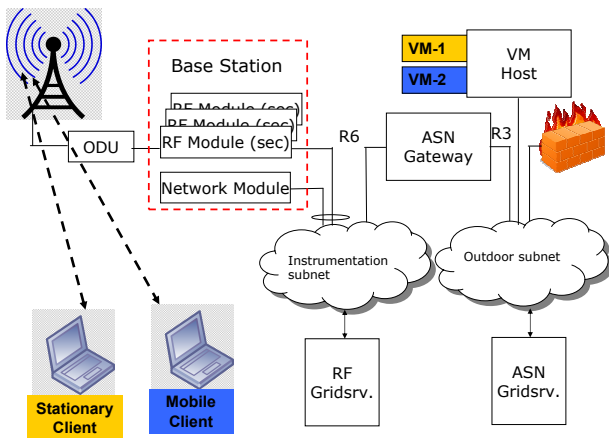 VM-1
VM-2
VM
Host
Base Station
RF Module (sec)
RF Module (sec)
RF Module (sec)
ODU
R6
ASN
Gateway
R3
Network Module
Instrumentation
subnet
Outdoor subnet
RF
Gridsrv.
ASN
Gridsrv.
Stationary
Client
Mobile
Client